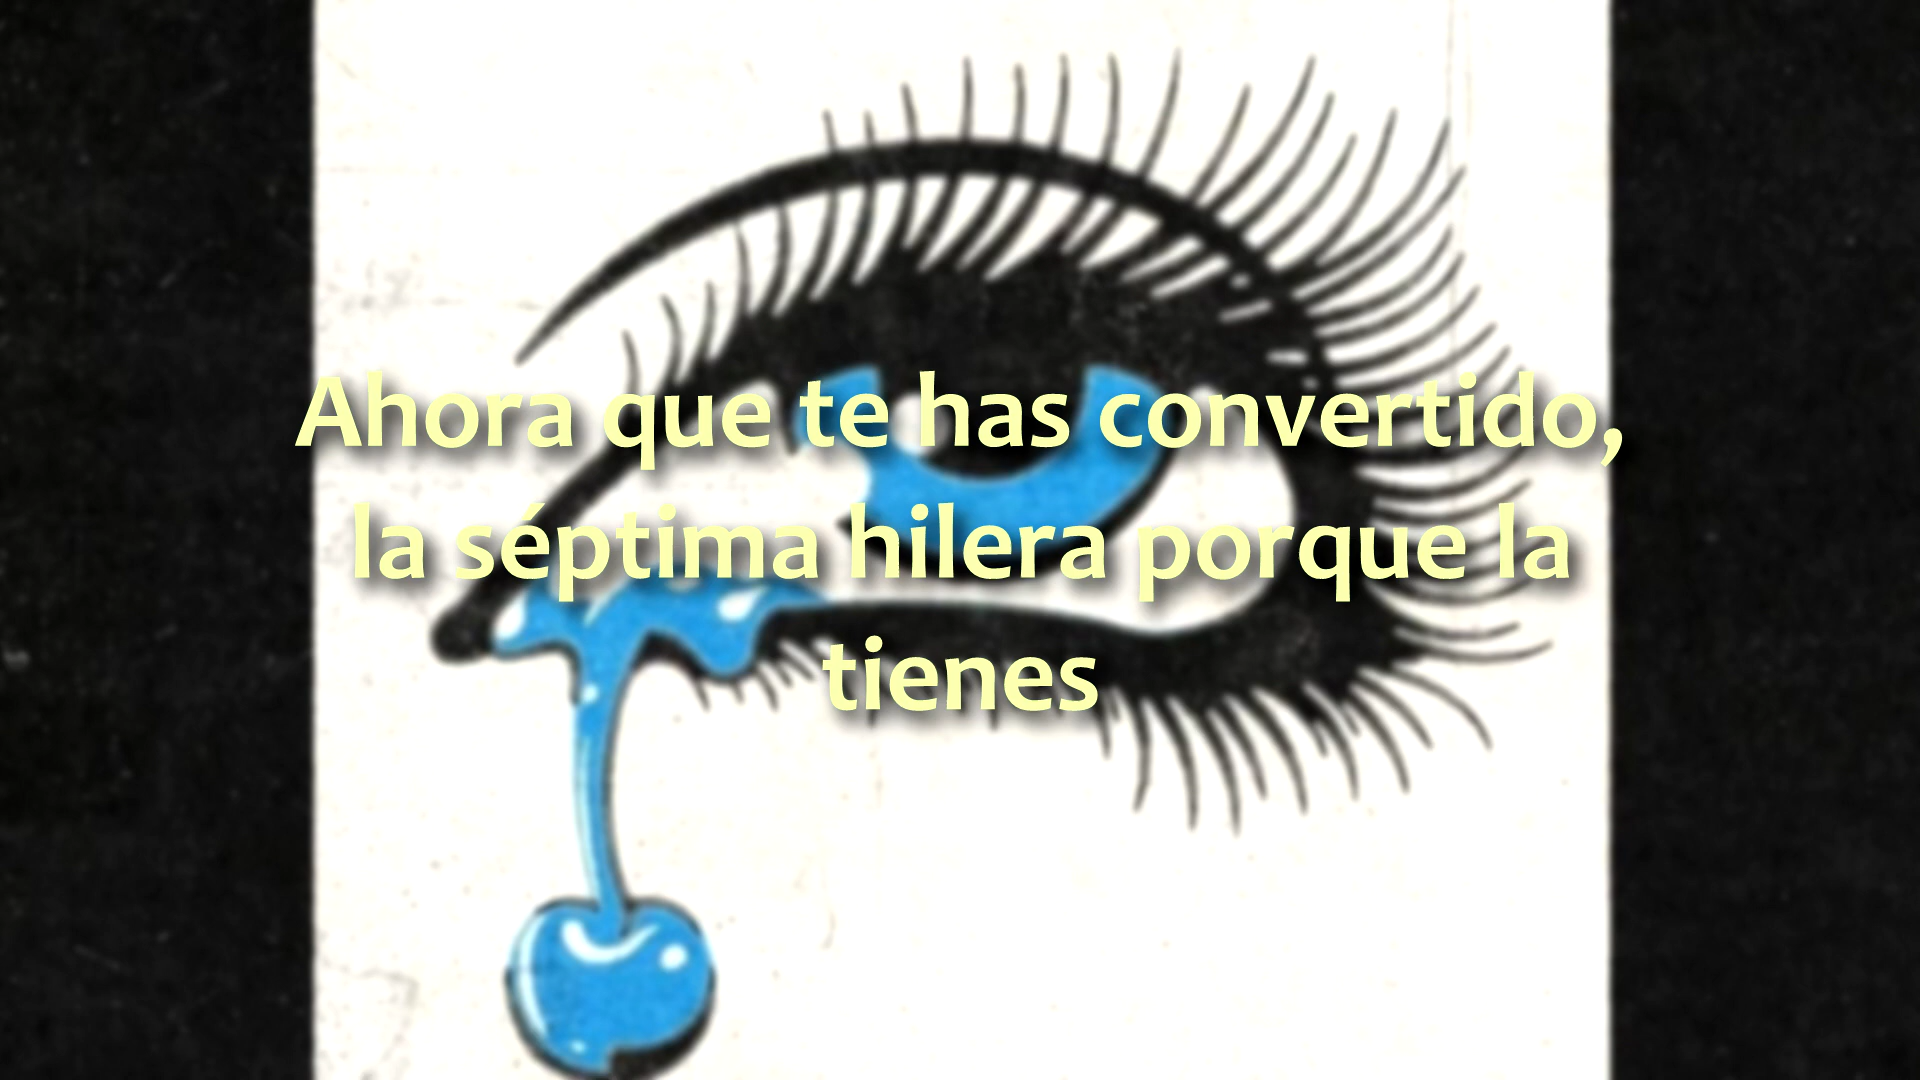 Ahora que te has convertido,
la séptima hilera porque la
tienes